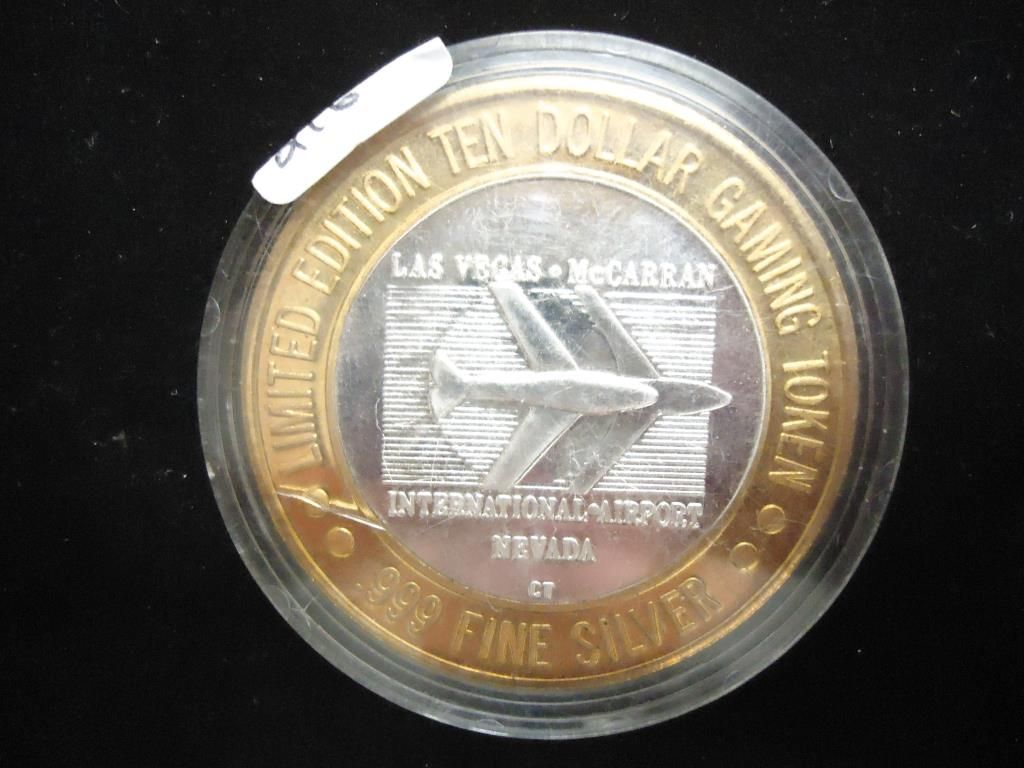 LIMITED EDITION TEN DOLLAR GAMING TOKEN
LAS VEGAS • McCARRAN
INTERNATIONAL • AIRPORT
NEVADA
CT
.999 FINE SILVER